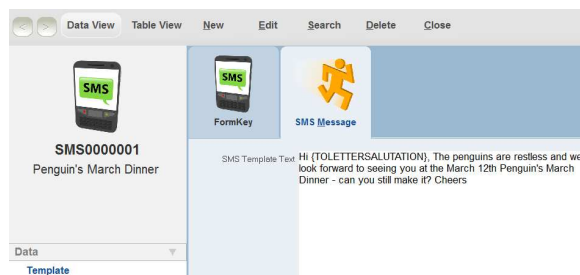 Data View Table View New Edit Search Delete Close
SMS
SMS0000001
Penguin's March Dinner
SMS
FormKey
SMS Message
SMS Template Text
Hi {TOLETTERSALUTATION}, The penguins are restless and we
look forward to seeing you at the March 12th Penguin's March
Dinner - can you still make it? Cheers
Data
Template